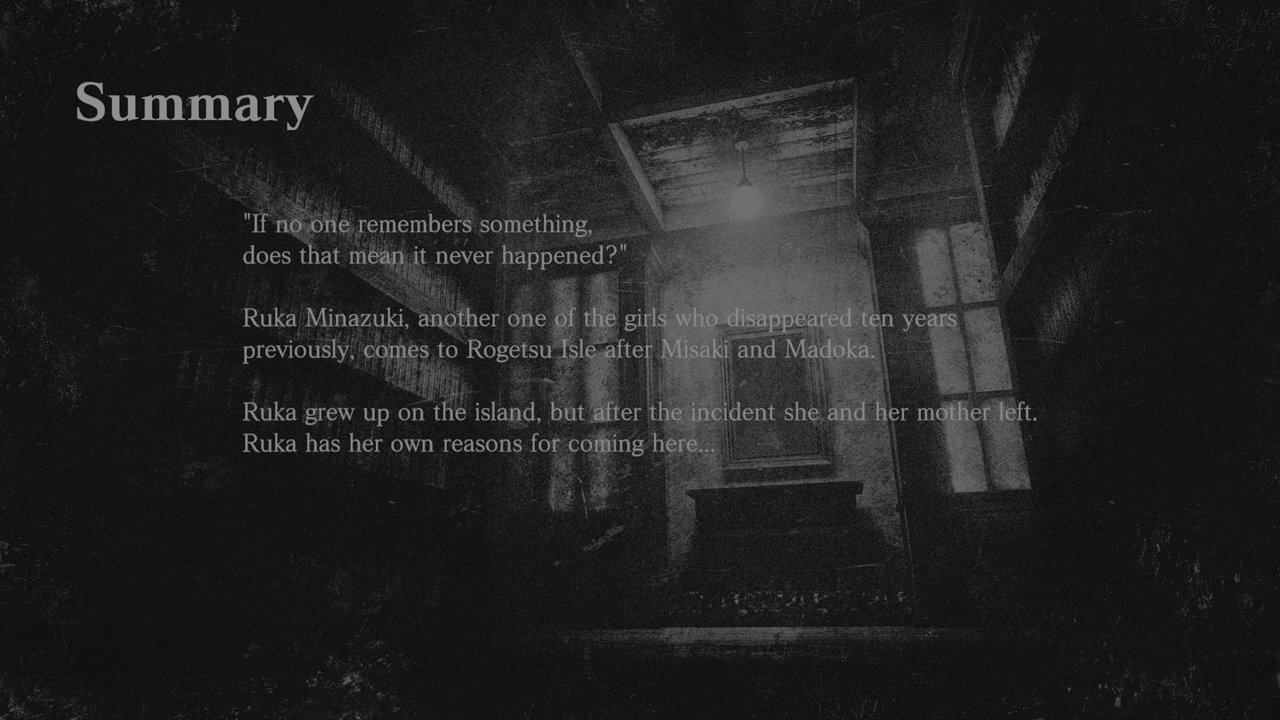 Summary
"If no one remembers something,
does that mean it never happened?"
Ruka Minazuki, another one of the girls who disappeared ten years
previously, comes to Rogetsu Isle after Misaki and Madoka.
Ruka grew up on the island, but after the incident she and her mother left.
Ruka has her own reasons for coming here...